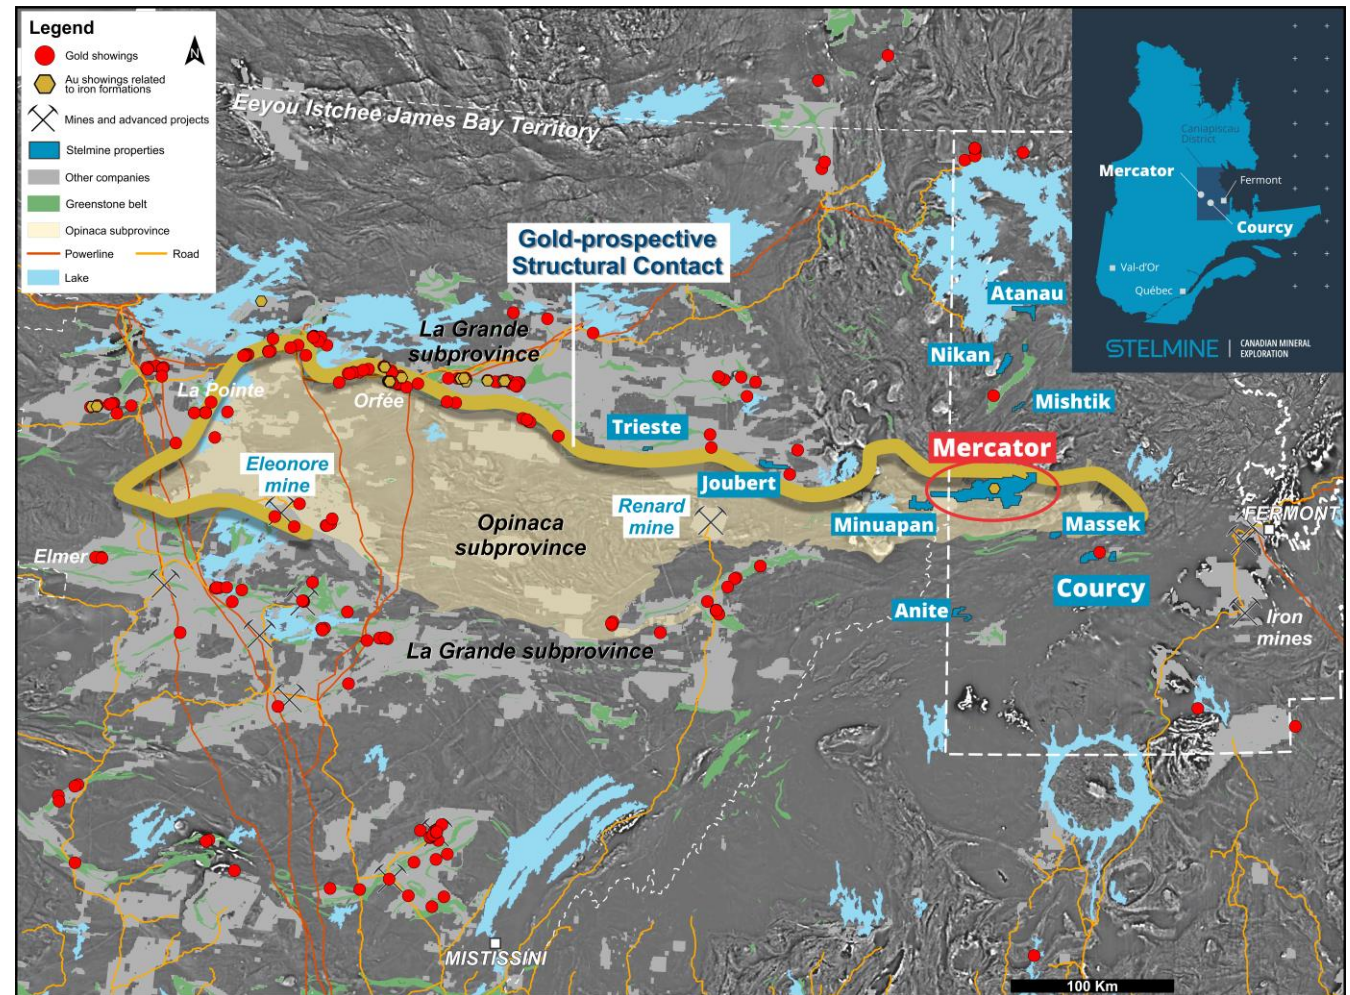 Legend
N
Gold showings
Au showings related
to iron formations
Mines and advanced projects
Stelmine properties
Other companies
Greenstone belt
Opinaca subprovince
Powerline
Road
Lake
Eeyou Istchee James Bay Territory
Gold-prospective
Structural Contact
La Grande
subprovince
La Pointe
Orfée
Trieste
Joubert
Eleonore
mine
Opinaca
subprovince
Renard
mine
Minuapan
Mercator
Atanau
Nikan
Mishtik
Massek
Courcy
Anite
Elmer
La Grande subprovince
FERMONT
Iron
mines
MISTISSINI
100 Km
Caniapiscau
District
Mercator
Fermont
Courcy
Val-d'Or
Québec
STELMINE
CANADIAN MINERAL
EXPLORATION